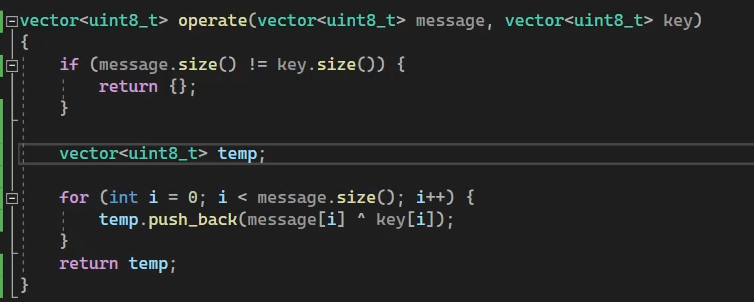 vector<uint8_t> operate(vector<uint8_t> message, vector<uint8_t> key)
{
    if (message.size() != key.size()) {
        return {};
    }
    vector<uint8_t> temp;
    for (int i = 0; i < message.size(); i++) {
        temp.push_back(message[i] ^ key[i]);
    }
    return temp;
}